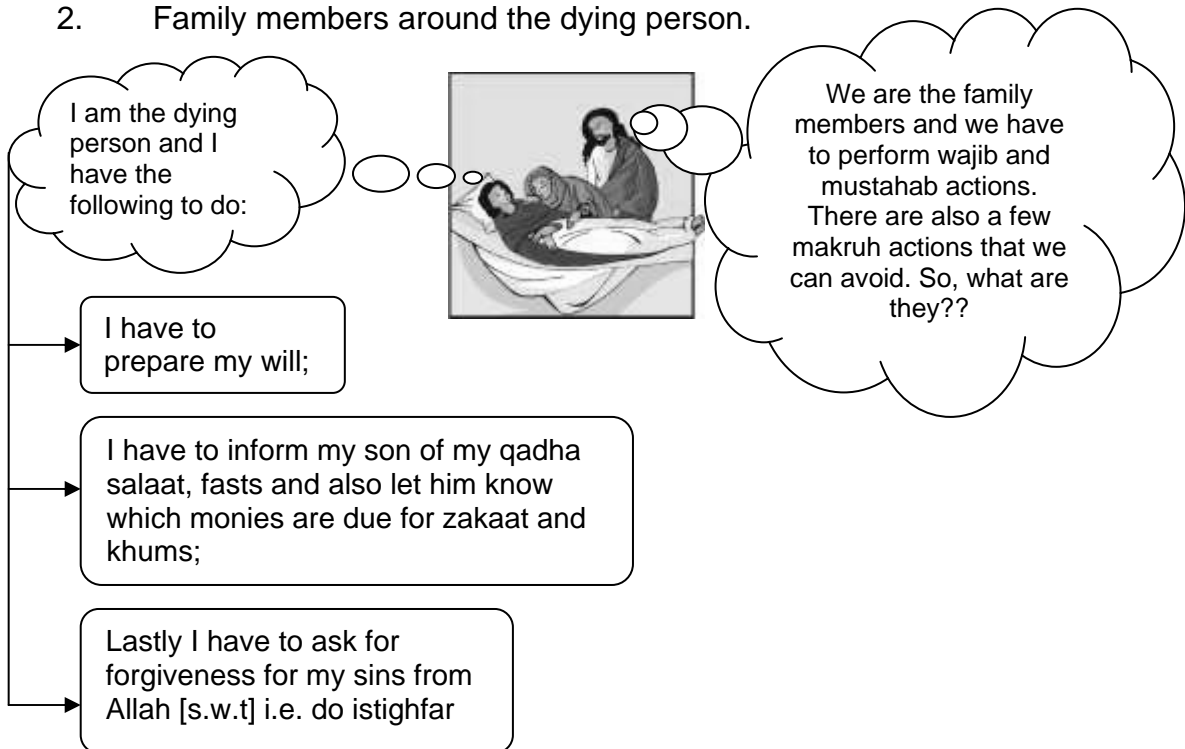 2. Family members around the dying person.
I am the dying
person and I
have the
following to do:
We are the family
members and we have
to perform wajib and
mustahab actions.
There are also a few
makruh actions that we
can avoid. So, what are
they??
I have to
prepare my will;
I have to inform my son of my qadha
salaat, fasts and also let him know
which monies are due for zakaat and
khums;
Lastly I have to ask for
forgiveness for my sins from
Allah [s.w.t] i.e. do istighfar